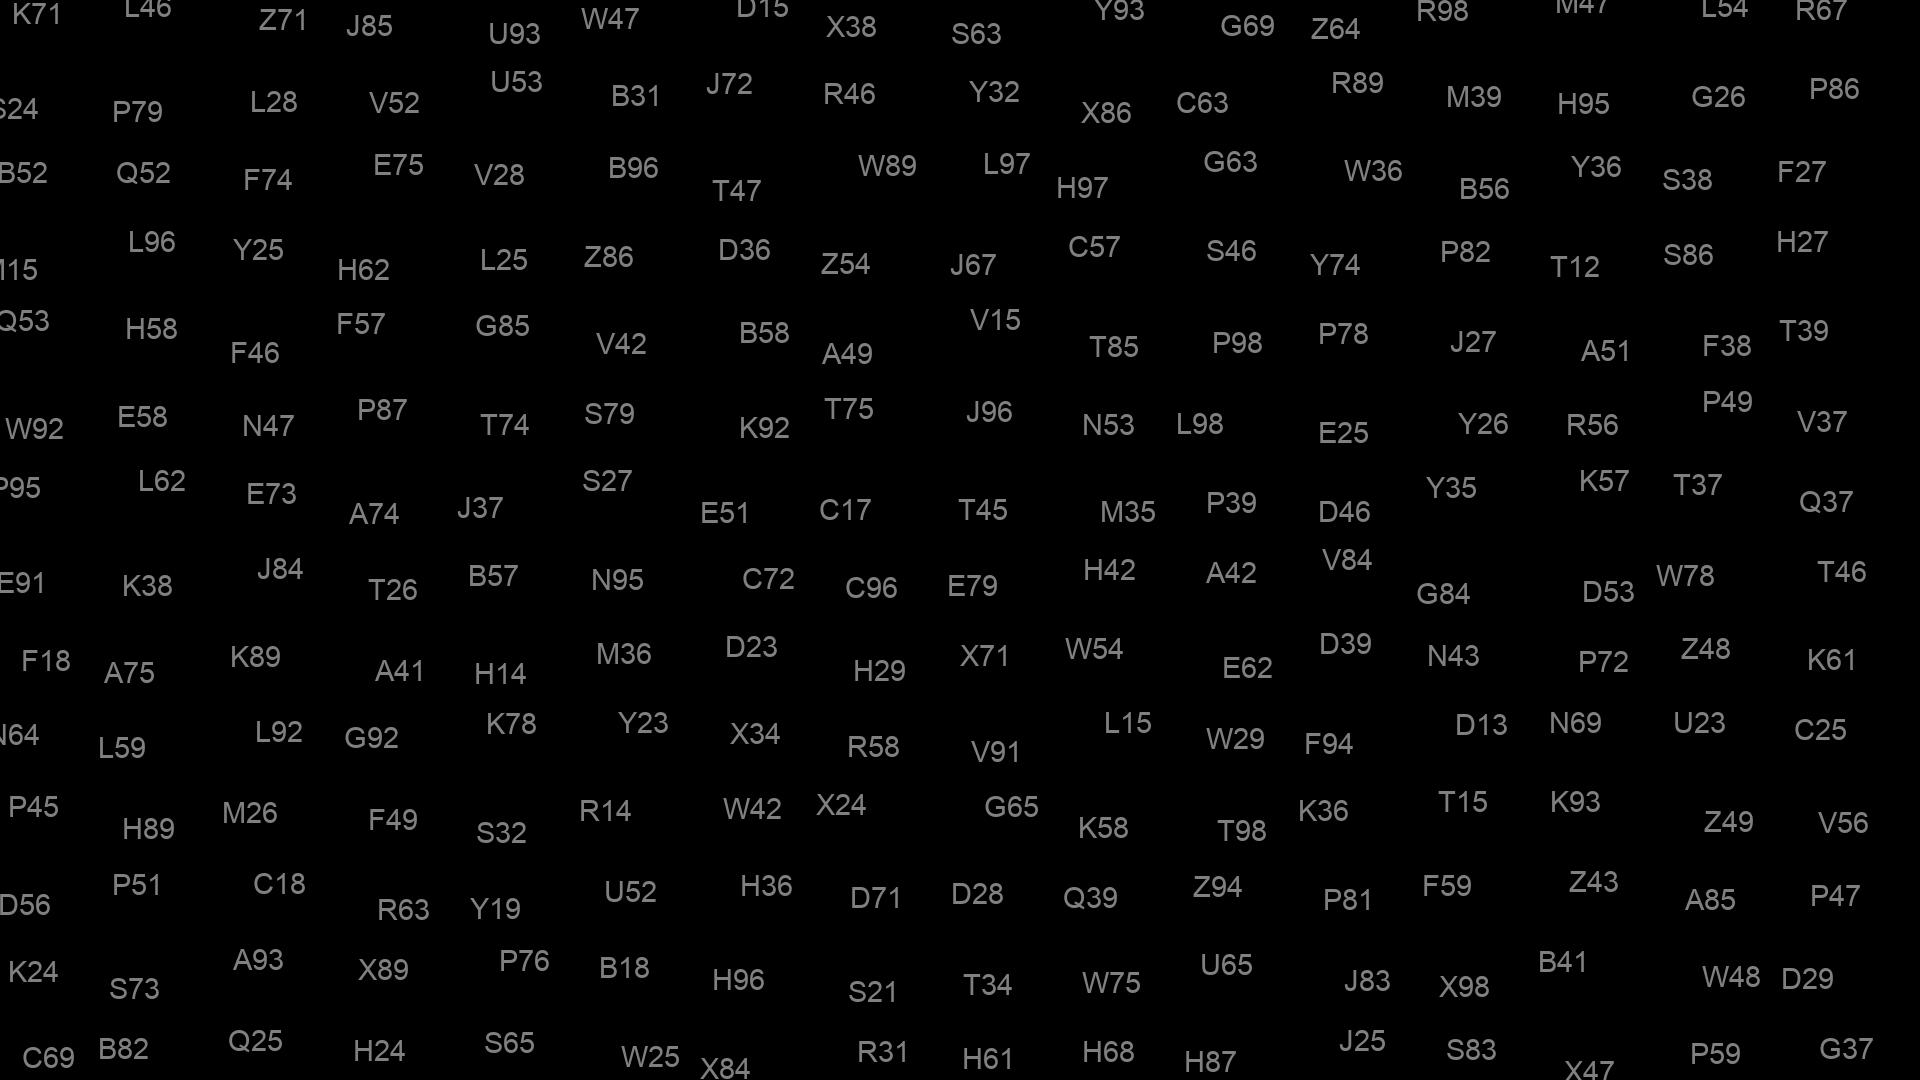 K71 L46 Z71 J85 U93 W47 D15 X38 S63 Y93 G69 Z64 R98 M47 L54 R67
S24 P79 L28 V52 U53 B31 J72 R46 Y32 X86 C63 R89 M39 H95 G26 P86
B52 Q52 F74 E75 V28 B96 T47 W89 L97 H97 G63 W36 B56 Y36 S38 F27
L96 Y25 H62 L25 Z86 D36 Z54 J67 C57 S46 Y74 P82 T12 S86 H27
Q53 H58 F46 F57 G85 V42 B58 A49 V15 T85 P98 P78 J27 A51 F38 T39
W92 E58 N47 P87 T74 S79 K92 T75 J96 N53 L98 E25 Y26 R56 P49 V37
P95 L62 E73 A74 J37 S27 E51 C17 T45 M35 P39 D46 Y35 K57 T37 Q37
E91 K38 J84 T26 B57 N95 C72 C96 E79 H42 A42 V84 G84 D53 W78 T46
F18 A75 K89 A41 H14 M36 D23 H29 X71 W54 E62 D39 N43 P72 Z48 K61
N64 L59 L92 G92 K78 Y23 X34 R58 V91 L15 W29 F94 D13 N69 U23 C25
P45 H89 M26 F49 S32 R14 W42 X24 G65 K58 T98 K36 T15 K93 Z49 V56
D56 P51 C18 R63 Y19 U52 H36 D71 D28 Q39 Z94 P81 F59 Z43 A85 P47
K24 S73 A93 X89 P76 B18 H96 S21 T34 W75 U65 J83 X98 B41 W48 D29
C69 B82 Q25 H24 S65 W25 X84 R31 H61 H68 H87 J25 S83 X47 P59 G37